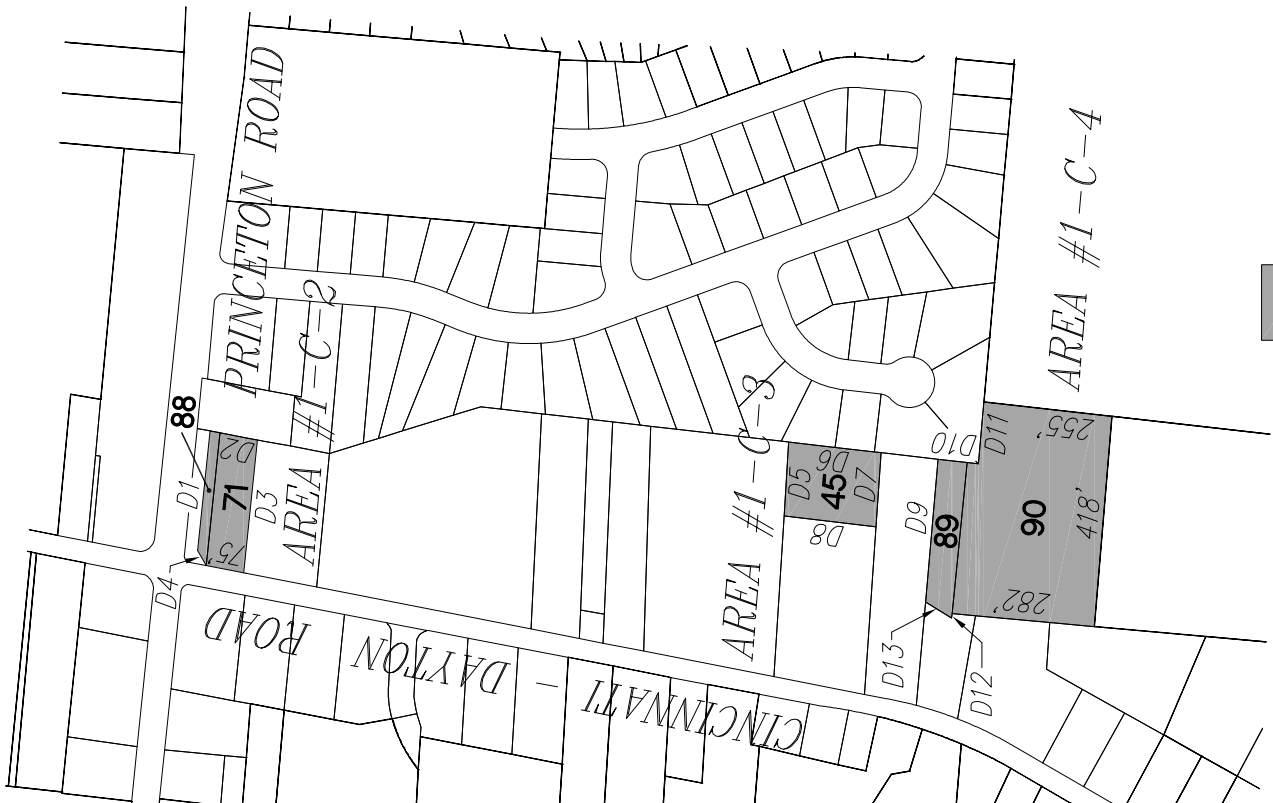 PRINCETON ROAD
AREA #1-C-2
88
D1
D2
71
D3
75'
D4
CINCINNATI - DAYTON ROAD
AREA #1-C-3
D5
D6
45
D7
D8
D9
89
D10
D11
255'
90
418'
282'
D12
D13
AREA #1-C-4